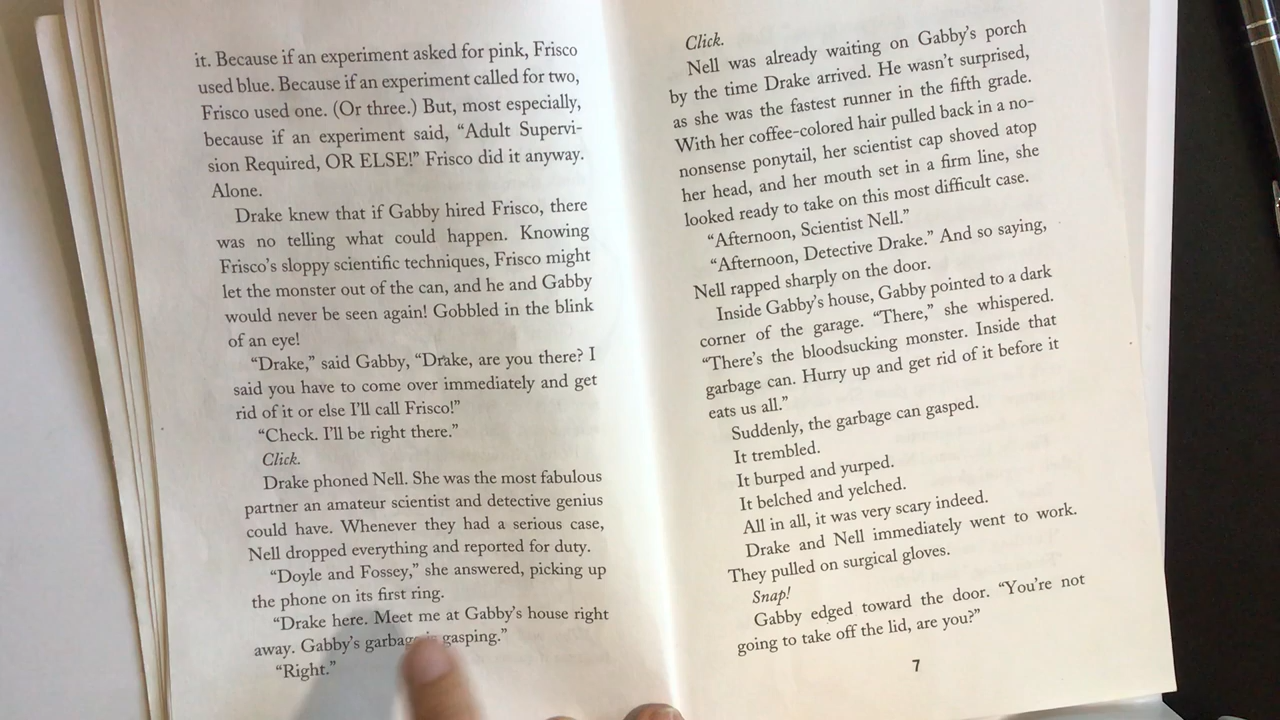 it. Because if an experiment asked for pink, Frisco
used blue. Because if an experiment called for two,
Frisco used one. (Or three.) But, most especially,
because if an experiment said, “Adult Supervi-
sion Required, OR ELSE!” Frisco did it anyway.
Alone.
Drake knew that if Gabby hired Frisco, there
was no telling what could happen. Knowing
Frisco’s sloppy scientific techniques, Frisco might
let the monster out of the can, and he and Gabby
would never be seen again! Gobbled in the blink
of an eye!
“Drake,” said Gabby, “Drake, are you there? I
said you have to come over immediately and get
rid of it or else I’ll call Frisco!”
“Check. I’ll be right there.”
Click.
Drake phoned Nell. She was the most fabulous
partner an amateur scientist and detective genius
could have. Whenever they had a serious case,
Nell dropped everything and reported for duty.
“Doyle and Fossey,” she answered, picking up
the phone on its first ring.
“Drake here. Meet me at Gabby’s house right
away. Gabby’s gasping.”
“Right.”
Click.
Nell was already waiting on Gabby’s porch
by the time Drake arrived. He wasn’t surprised,
as she was the fastest runner in the fifth grade.
With her coffee-colored hair pulled back in a no-
nonsense ponytail, her scientist cap shoved atop
her head, and her mouth set in a firm line, she
looked ready to take on this most difficult case.
“Afternoon, Scientist Nell.”
“Afternoon, Detective Drake.” And so saying,
Nell rapped sharply on the door.
Inside Gabby’s house, Gabby pointed to a dark
corner of the garage. “There,” she whispered.
“There’s the bloodsucking monster. Inside that
garbage can. Hurry up and get rid of it before it
eats us all.”
Suddenly, the garbage can gasped.
It trembled.
It burped and yurped.
It belched and yelched.
All in all, it was very scary indeed.
Drake and Nell immediately went to work.
They pulled on surgical gloves.
Snap!
Gabby edged toward the door. “You’re not
going to take off the lid, are you?”
7